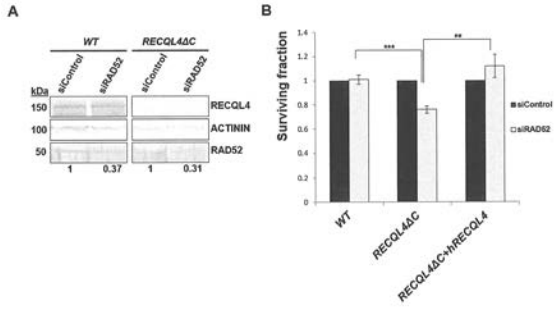 A
WT RECQL4ΔC
siControl siRAD52 siControl siRAD52
kDa
150 RECQL4
100 ACTININ
50 RAD52
1 0.37 1 0.31
B
Surviving fraction
1.4
1.2
1
0.8
0.6
0.4
0.2
0
*** **
siControl
siRAD52
WT
RECQL4ΔC
RECQL4ΔC+hRECQL4